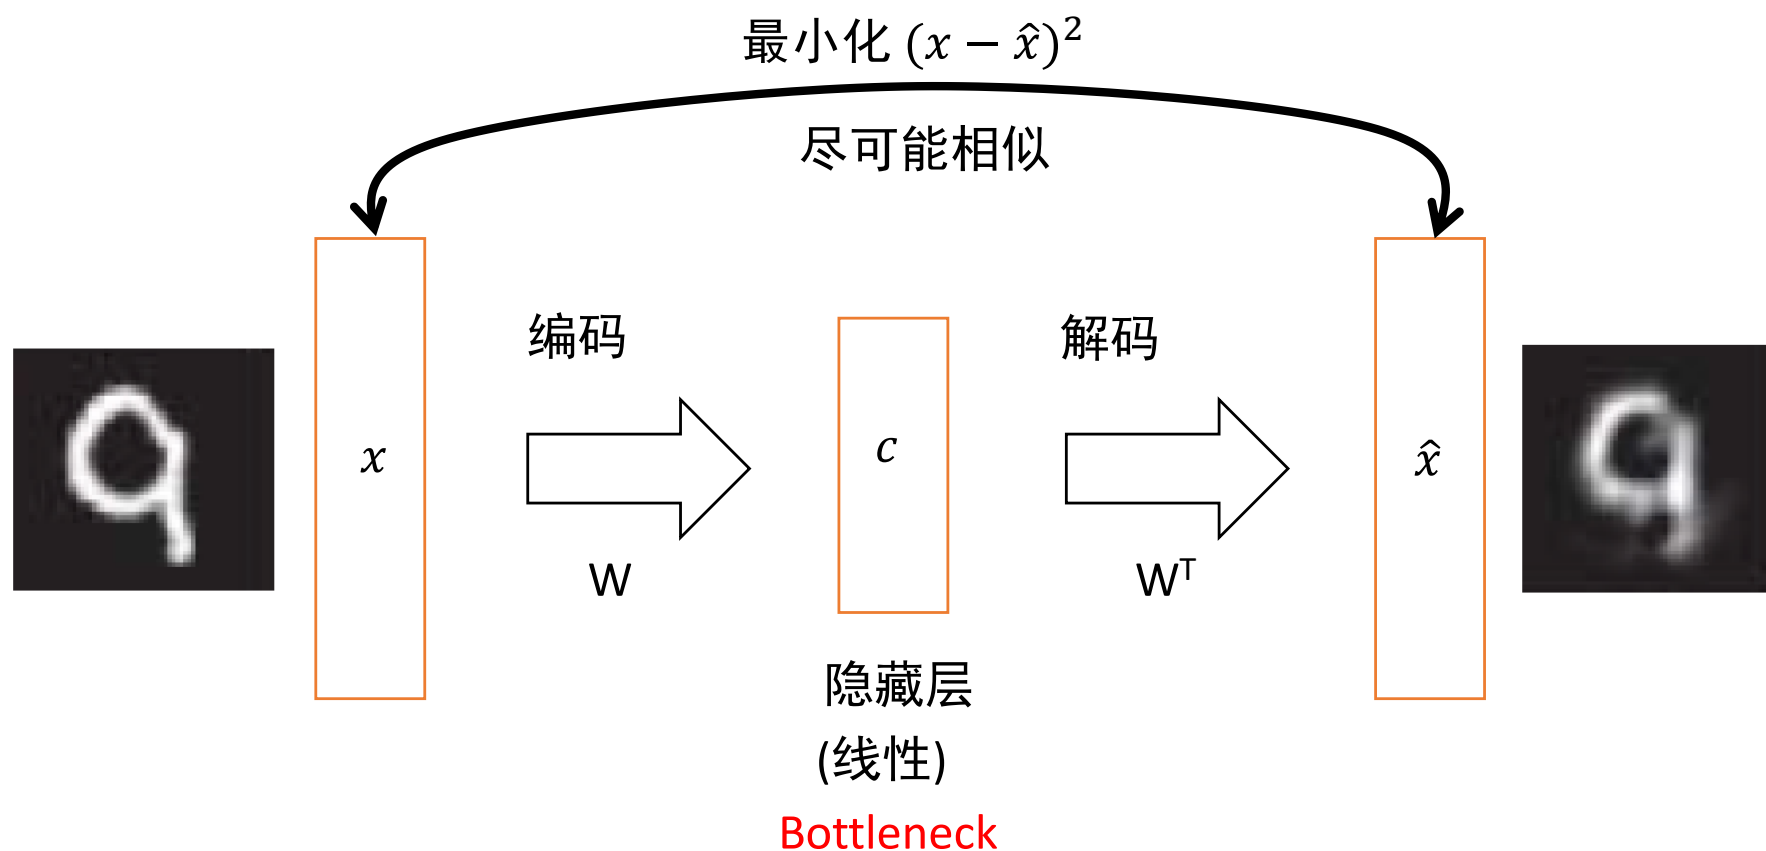 最小化 (x − x̂)²
尽可能相似
编码
解码
x
c
x̂
W
Wᵀ
隐藏层
(线性)
Bottleneck